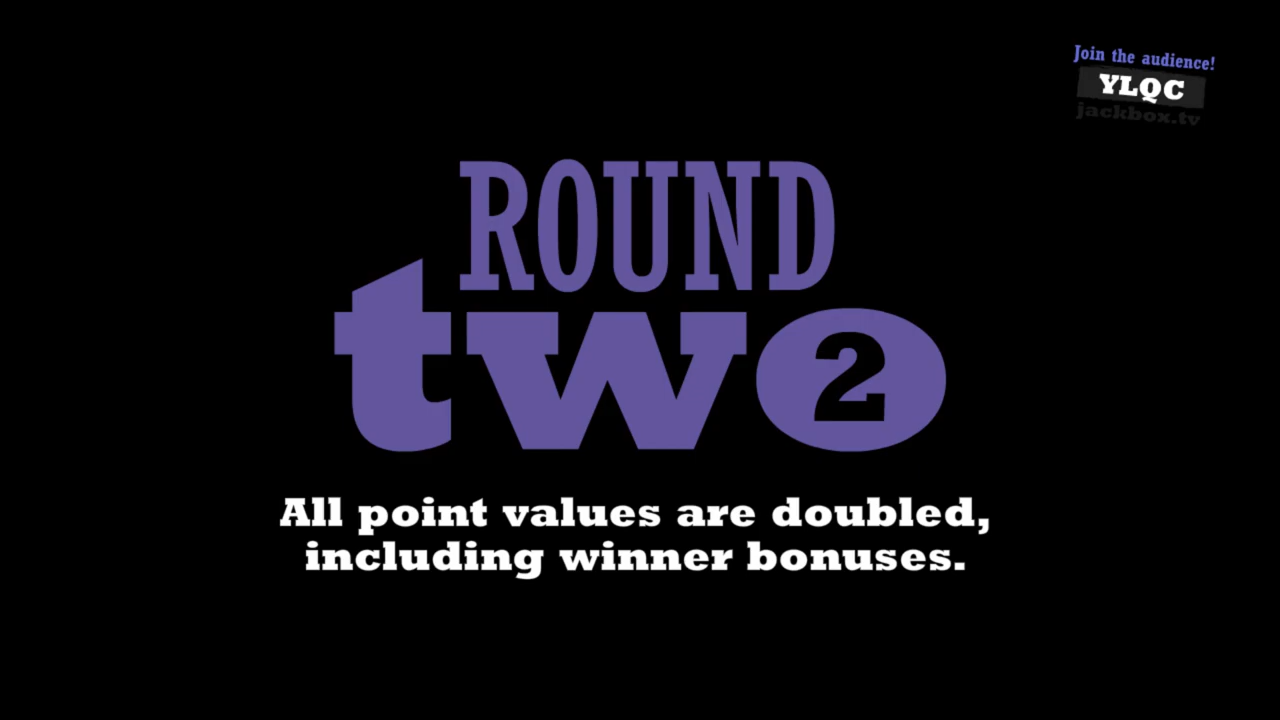 Join the audience!
YLQC
jackbox.tv
ROUND
two
2
All point values are doubled,
including winner bonuses.